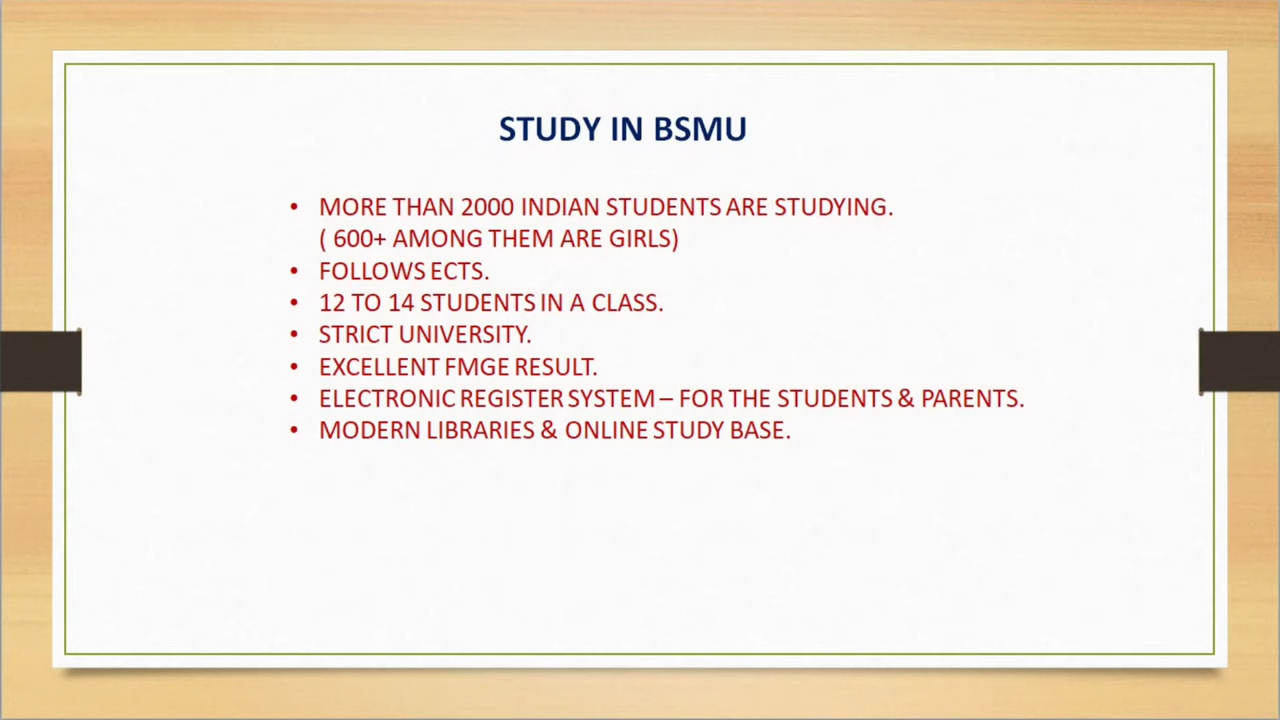 STUDY IN BSMU
• MORE THAN 2000 INDIAN STUDENTS ARE STUDYING.
( 600+ AMONG THEM ARE GIRLS)
• FOLLOWS ECTS.
• 12 TO 14 STUDENTS IN A CLASS.
• STRICT UNIVERSITY.
• EXCELLENT FMGE RESULT.
• ELECTRONIC REGISTER SYSTEM – FOR THE STUDENTS & PARENTS.
• MODERN LIBRARIES & ONLINE STUDY BASE.